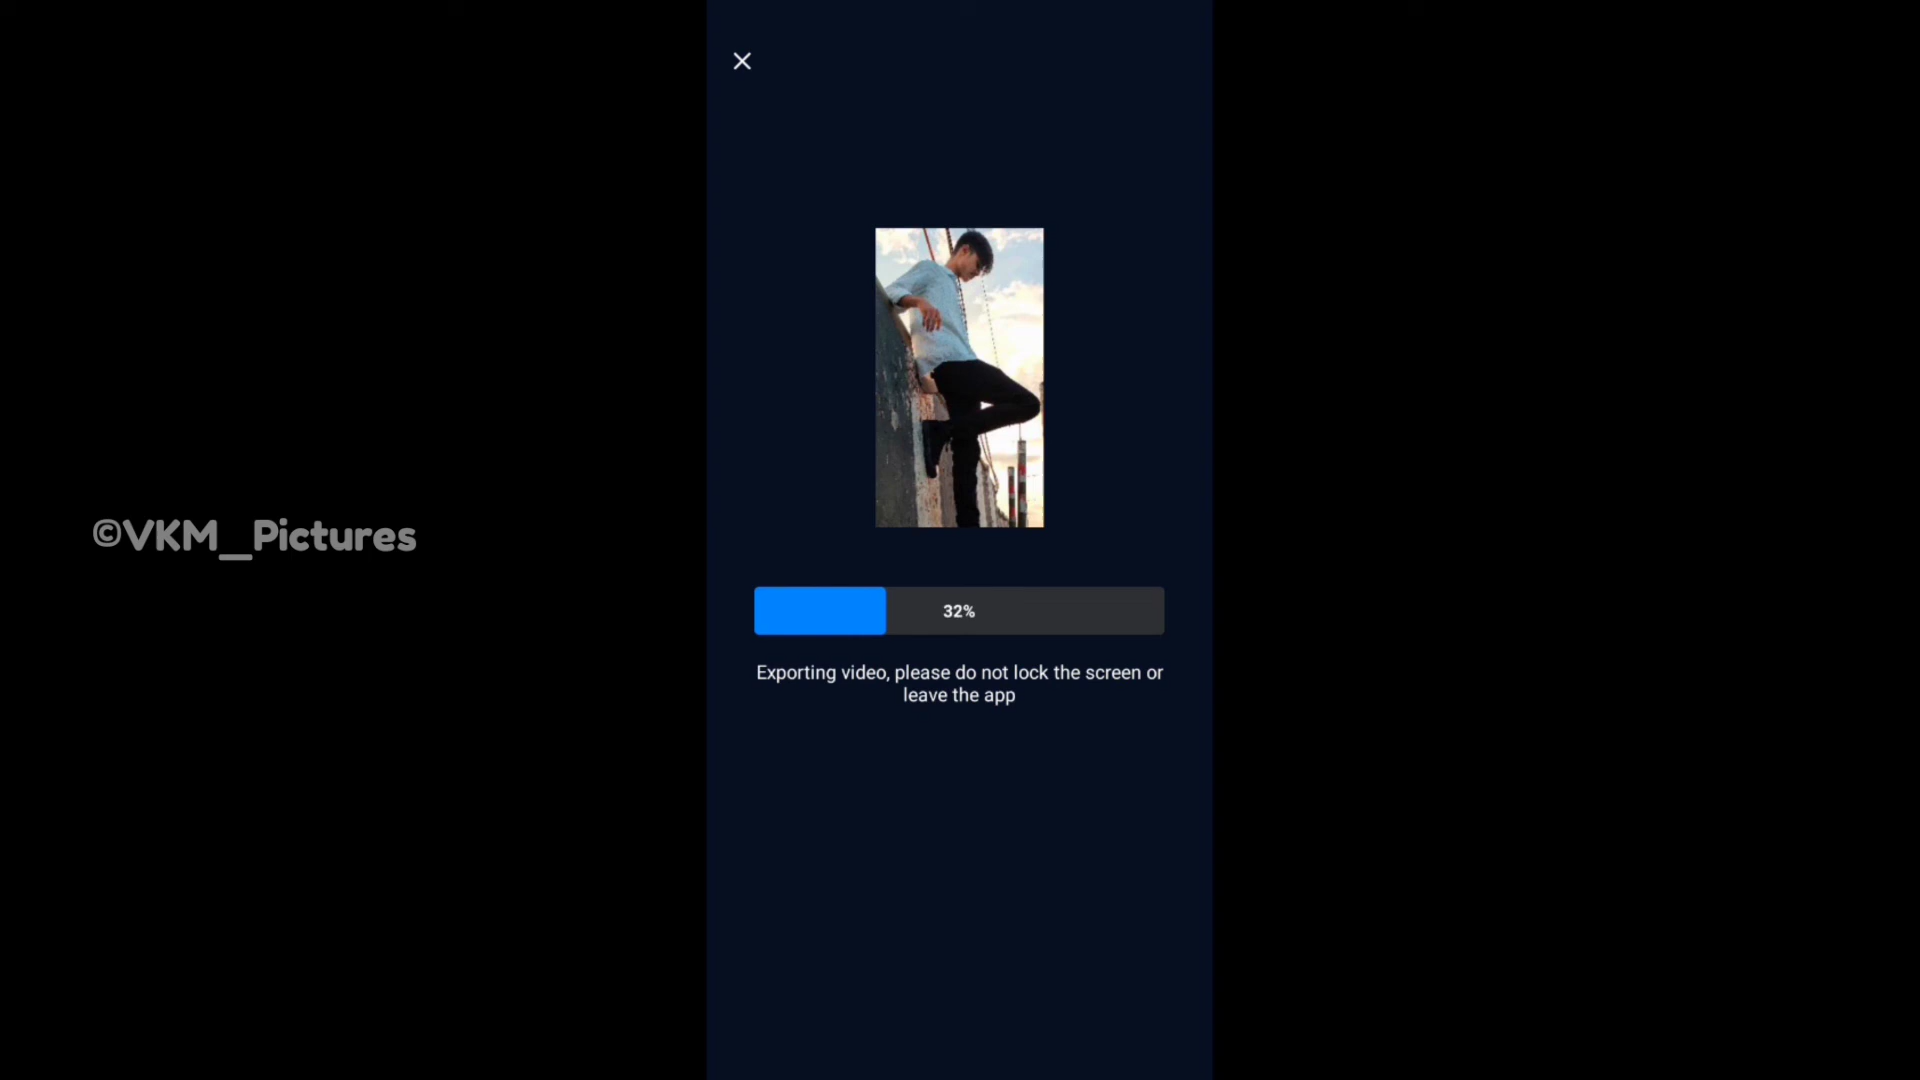 ©VKM_Pictures
32%
Exporting video, please do not lock the screen or
leave the app